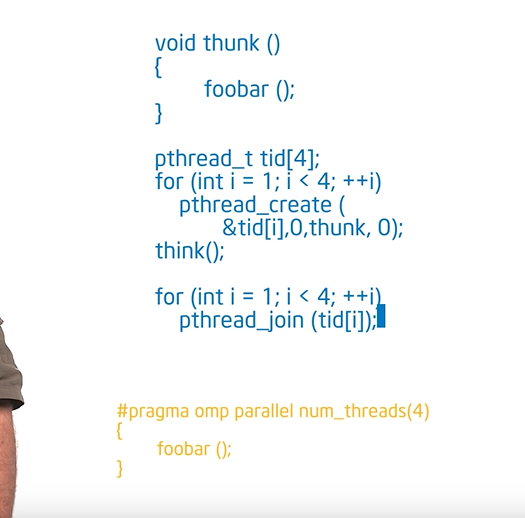 void thunk ()
{
foobar ();
}
pthread_t tid[4];
for (int i = 1; i < 4; ++i)
pthread_create (
&tid[i],0,thunk, 0);
think();
for (int i = 1; i < 4; ++i)
pthread_join (tid[i]);
#pragma omp parallel num_threads(4)
{
foobar ();
}